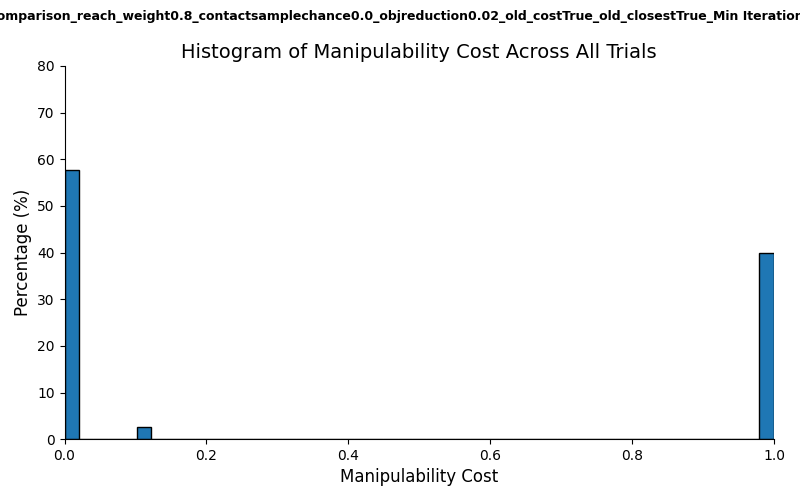 omparison_reach_weight0.8_contactsamplechance0.0_objreduction0.02_old_costTrue_old_closestTrue_Min Iteration
Histogram of Manipulability Cost Across All Trials
80
70
60
50
40
30
20
10
0
Percentage (%)
0.0 0.2 0.4 0.6 0.8 1.0
Manipulability Cost